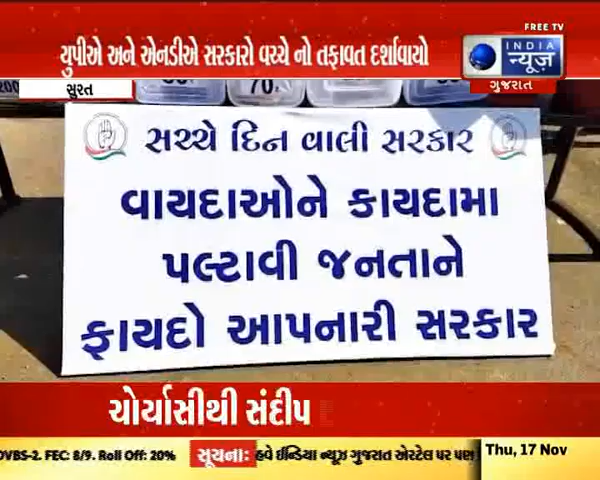 FREE TV
યુપીએ અને એનડીએ સરકારો વચ્ચે નો તફાવત દર્શાવાયો
INDIA
ન્યૂઝ
સુરત
70
ગુજરાત
સચ્ચે દિન વાલી સરકાર
વાયદાઓને કાયદામા
પલ્ટાવી જનતાને
ફાયદો આપનારી સરકાર
ચોર્યાસીથી સંદીપ
DVBS-2. FEC: 8/9. Roll Off: 20%
સૂચનાઃ હવે ઈન્ડિયા ન્યૂઝ ગુજરાત એરટેલ પર પણ
Thu, 17 Nov